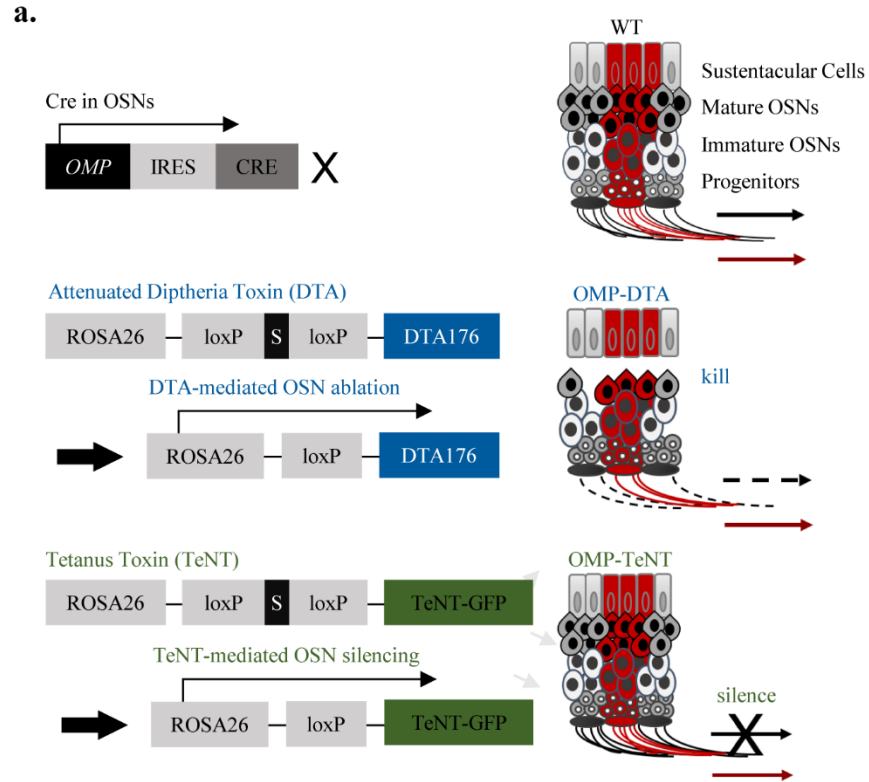 a.
WT
Sustentacular Cells
Cre in OSNs
Mature OSNs
Immature OSNs
OMP IRES CRE X
Progenitors
Attenuated Diptheria Toxin (DTA)
OMP-DTA
ROSA26 loxP S loxP DTA176
kill
DTA-mediated OSN ablation
ROSA26 loxP DTA176
Tetanus Toxin (TeNT)
OMP-TeNT
ROSA26 loxP S loxP TeNT-GFP
TeNT-mediated OSN silencing
silence
ROSA26 loxP TeNT-GFP
X